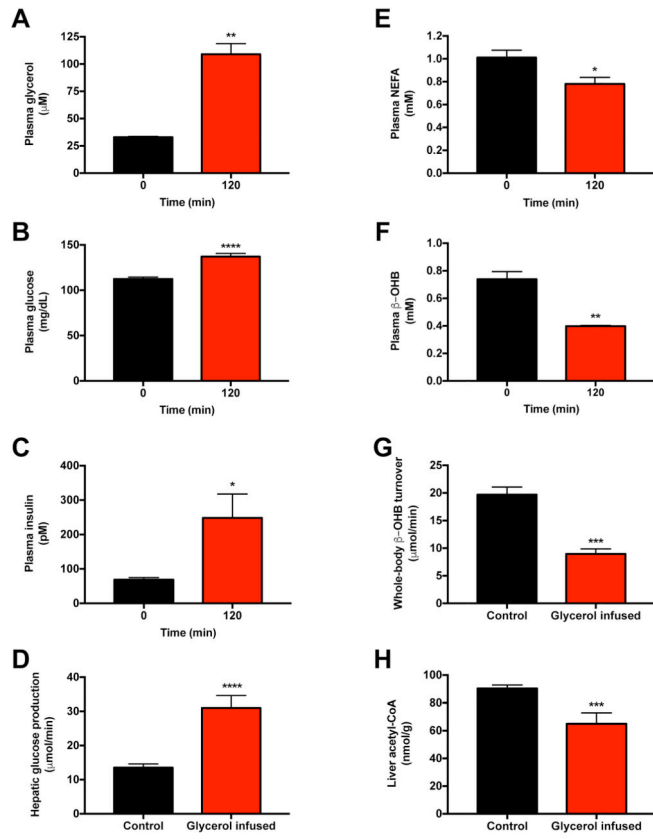 A
Plasma glycerol
(μM)
125
100
75
50
25
0
**
0
120
Time (min)
B
Plasma glucose
(mg/dL)
150
100
50
0
****
0
120
Time (min)
C
Plasma insulin
(pM)
400
300
200
100
0
*
0
120
Time (min)
D
Hepatic glucose production
(μmol/min)
40
30
20
10
0
****
Control
Glycerol infused
E
Plasma NEFA
(mM)
1.2
1.0
0.8
0.6
0.4
0.2
0.0
*
0
120
Time (min)
F
Plasma β-OHB
(mM)
1.0
0.8
0.6
0.4
0.2
0.0
**
0
120
Time (min)
G
Whole-body β-OHB turnover
(μmol/min)
25
20
15
10
5
0
***
Control
Glycerol infused
H
Liver acetyl-CoA
(nmol/g)
100
80
60
40
20
0
***
Control
Glycerol infused